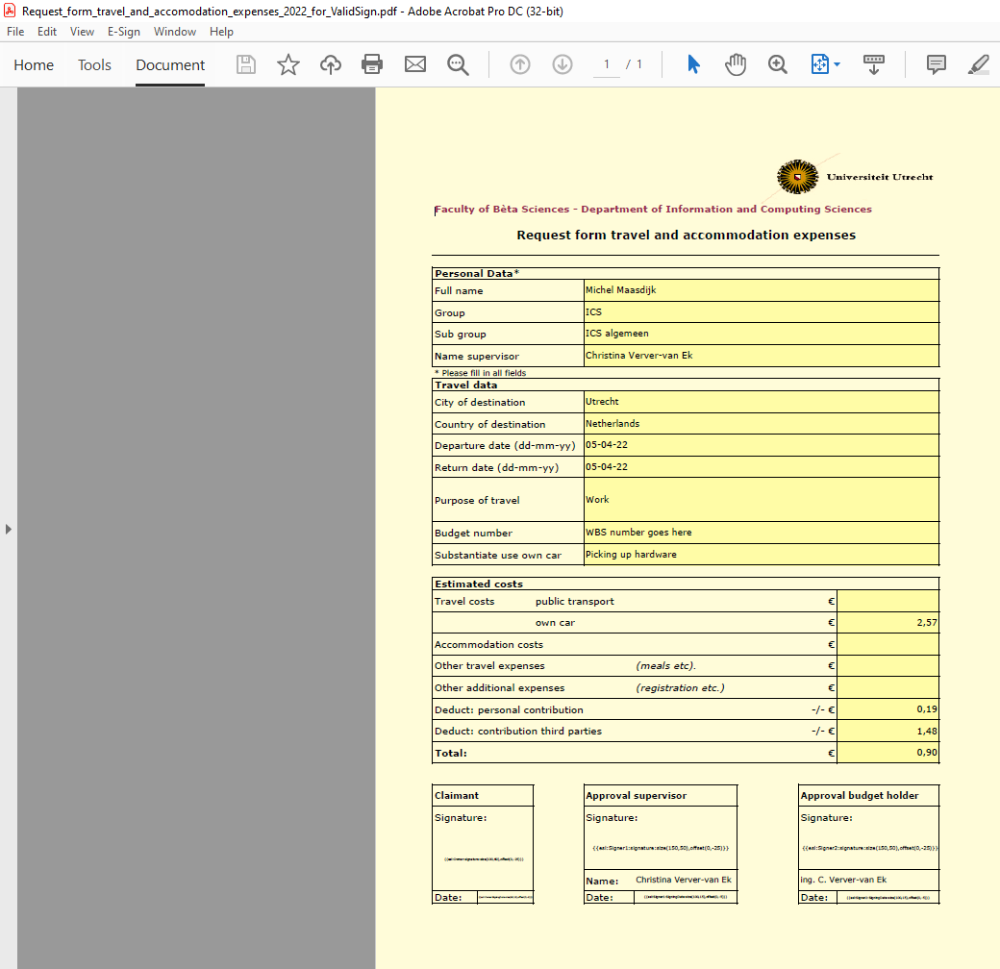 Request_form_travel_and_accomodation_expenses_2022_for_ValidSign.pdf - Adobe Acrobat Pro DC (32-bit)
File Edit View E-Sign Window Help
Home Tools Document 1 / 1
Universiteit Utrecht
Faculty of Bèta Sciences - Department of Information and Computing Sciences
Request form travel and accommodation expenses
Personal Data*
Full name Michel Maasdijk
Group ICS
Sub group ICS algemeen
Name supervisor Christina Verver-van Ek
* Please fill in all fields
Travel data
City of destination Utrecht
Country of destination Netherlands
Departure date (dd-mm-yy) 05-04-22
Return date (dd-mm-yy) 05-04-22
Purpose of travel Work
Budget number WBS number goes here
Substantiate use own car Picking up hardware
Estimated costs
Travel costs public transport €
own car € 2,57
Accommodation costs €
Other travel expenses (meals etc). €
Other additional expenses (registration etc.) €
Deduct: personal contribution -/- € 0,19
Deduct: contribution third parties -/- € 1,48
Total: € 0,90
Claimant Approval supervisor Approval budget holder
Signature: Signature: Signature:
{{esl:Signer1:signature:size(150,50),offset(0,-25)}} {{esl:Signer2:signature:size(150,50),offset(0,-25)}}
Name: Christina Verver-van Ek ing. C. Verver-van Ek
Date: Date: Date: